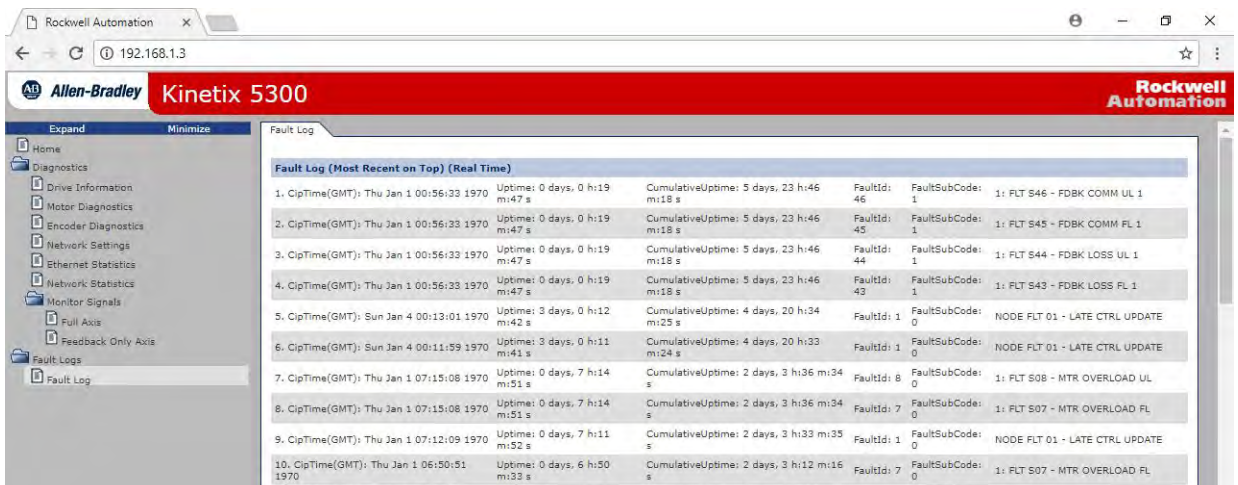 Rockwell Automation
192.168.1.3
AB Allen-Bradley Kinetix 5300 Rockwell
Automation
Expand Minimize
Home
Diagnostics
Drive Information
Motor Diagnostics
Encoder Diagnostics
Network Settings
Ethernet Statistics
Network Statistics
Monitor Signals
Full Axis
Feedback Only Axis
Fault Logs
Fault Log
Fault Log
Fault Log (Most Recent on Top) (Real Time)
1. CipTime(GMT): Thu Jan 1 00:56:33 1970 Uptime: 0 days, 0 h:19 CumulativeUptime: 5 days, 23 h:46 FaultId: FaultSubCode: 1: FLT S46 - FDBK COMM UL 1
m:47 s m:18 s 46 1
2. CipTime(GMT): Thu Jan 1 00:56:33 1970 Uptime: 0 days, 0 h:19 CumulativeUptime: 5 days, 23 h:46 FaultId: FaultSubCode: 1: FLT S45 - FDBK COMM FL 1
m:47 s m:18 s 45 1
3. CipTime(GMT): Thu Jan 1 00:56:33 1970 Uptime: 0 days, 0 h:19 CumulativeUptime: 5 days, 23 h:46 FaultId: FaultSubCode: 1: FLT S44 - FDBK LOSS UL 1
m:47 s m:18 s 44 1
4. CipTime(GMT): Thu Jan 1 00:56:33 1970 Uptime: 0 days, 0 h:19 CumulativeUptime: 5 days, 23 h:46 FaultId: FaultSubCode: 1: FLT S43 - FDBK LOSS FL 1
m:47 s m:18 s 43 1
5. CipTime(GMT): Sun Jan 4 00:13:01 1970 Uptime: 3 days, 0 h:12 CumulativeUptime: 4 days, 20 h:34 FaultId: 1 FaultSubCode: NODE FLT 01 - LATE CTRL UPDATE
m:42 s m:25 s 0
6. CipTime(GMT): Sun Jan 4 00:11:59 1970 Uptime: 3 days, 0 h:11 CumulativeUptime: 4 days, 20 h:33 FaultId: 1 FaultSubCode: NODE FLT 01 - LATE CTRL UPDATE
m:41 s m:24 s 0
7. CipTime(GMT): Thu Jan 1 07:15:08 1970 Uptime: 0 days, 7 h:14 CumulativeUptime: 2 days, 3 h:36 m:34 FaultId: 8 FaultSubCode: 1: FLT S08 - MTR OVERLOAD UL
m:51 s s 0
8. CipTime(GMT): Thu Jan 1 07:15:08 1970 Uptime: 0 days, 7 h:14 CumulativeUptime: 2 days, 3 h:36 m:34 FaultId: 7 FaultSubCode: 1: FLT S07 - MTR OVERLOAD FL
m:51 s s 0
9. CipTime(GMT): Thu Jan 1 07:12:09 1970 Uptime: 0 days, 7 h:11 CumulativeUptime: 2 days, 3 h:33 m:35 FaultId: 1 FaultSubCode: NODE FLT 01 - LATE CTRL UPDATE
m:52 s s 0
10. CipTime(GMT): Thu Jan 1 06:50:51 Uptime: 0 days, 6 h:50 CumulativeUptime: 2 days, 3 h:12 m:16 FaultId: 7 FaultSubCode: 1: FLT S07 - MTR OVERLOAD FL
1970 m:33 s s 0